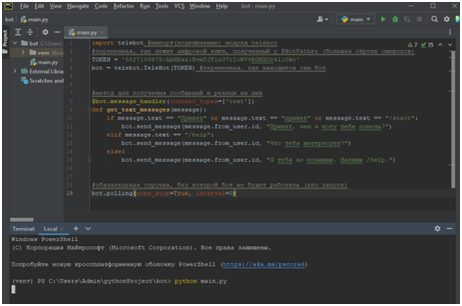 File Edit View Navigate Code Refactor Run Tools VCS Window Help bot - main.py
bot main.py
main
Project
main.py
bot
venv
External Libraries
Scratches and
7 35
import telebot #импорт(подключение) модуля telebot
#переменная, где лежит цифровой ключ, полученный у @BotFather (большая строка символов)
TOKEN =
bot = telebot.TeleBot(TOKEN) #переменная, где находится сам бот
#метод для получения сообщений и реакции на них
@bot.message_handler(content_types=['text'])
def get_text_messages(message):
if message.text == "Привет" or message.text == "привет" or message.text == "/start":
bot.send_message(message.from_user.id, "Привет, чем я могу тебе помочь?")
elif message.text == "/help":
bot.send_message(message.from_user.id, "Что тебя интересует?")
else:
bot.send_message(message.from_user.id, "Я тебя не понимаю. Напиши /help.")
#обязательная строчка, без которой бот не будет работать (его запуск)
bot.polling(none_stop=True, interval=0)
Terminal: Local
Windows PowerShell
(C) Корпорация Майкрософт (Microsoft Corporation). Все права защищены.
Попробуйте новую кроссплатформенную оболочку PowerShell (https://aka.ms/pscore6)
(venv) PS C:\Users\Admin\pythonProject\bot> python main.py